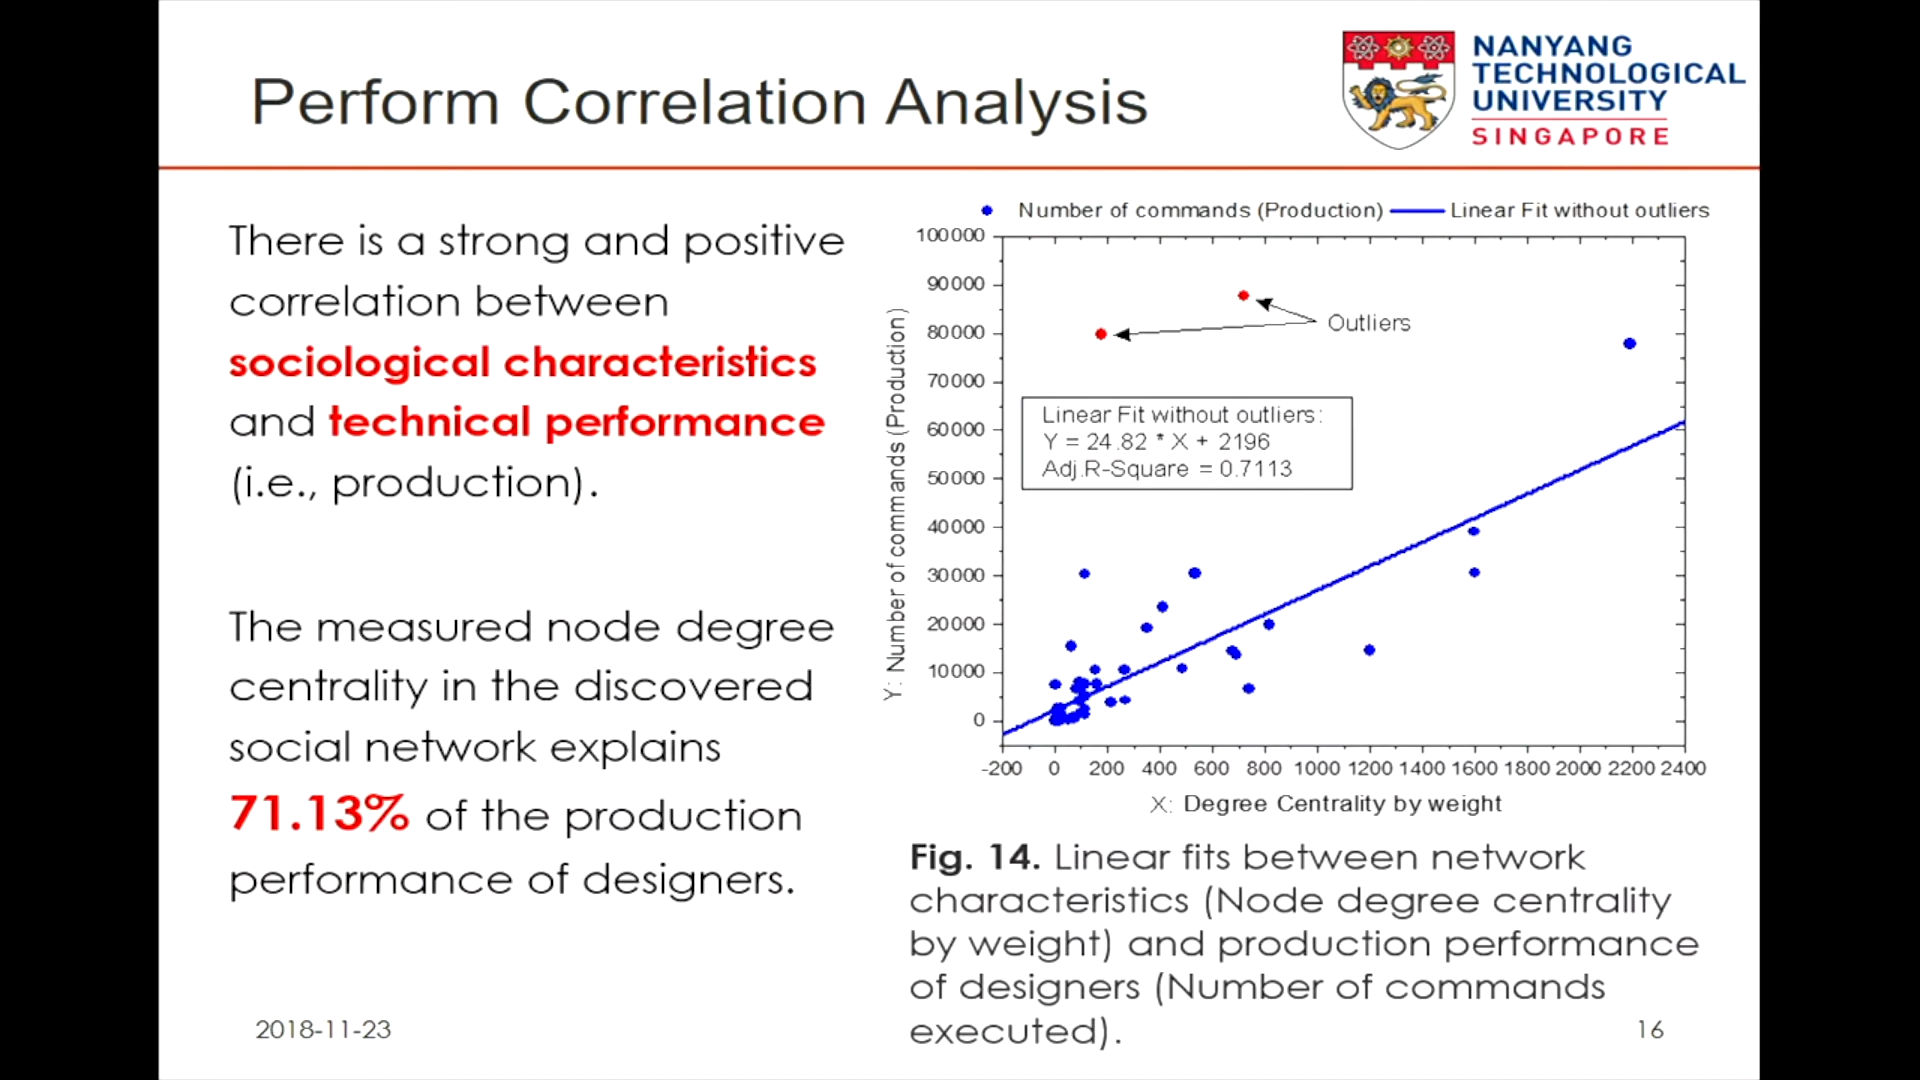 Perform Correlation Analysis
NANYANG
TECHNOLOGICAL
UNIVERSITY
SINGAPORE
There is a strong and positive
correlation between
sociological characteristics
and technical performance
(i.e., production).
The measured node degree
centrality in the discovered
social network explains
71.13% of the production
performance of designers.
Number of commands (Production)
Linear Fit without outliers
100000
90000
80000
70000
60000
50000
40000
30000
20000
10000
0
Y: Number of commands (Production)
Outliers
Linear Fit without outliers:
Y = 24.82 * X + 2196
Adj.R-Square = 0.7113
-200 0 200 400 600 800 1000 1200 1400 1600 1800 2000 2200 2400
X: Degree Centrality by weight
Fig. 14. Linear fits between network
characteristics (Node degree centrality
by weight) and production performance
of designers (Number of commands
executed).
2018-11-23
16